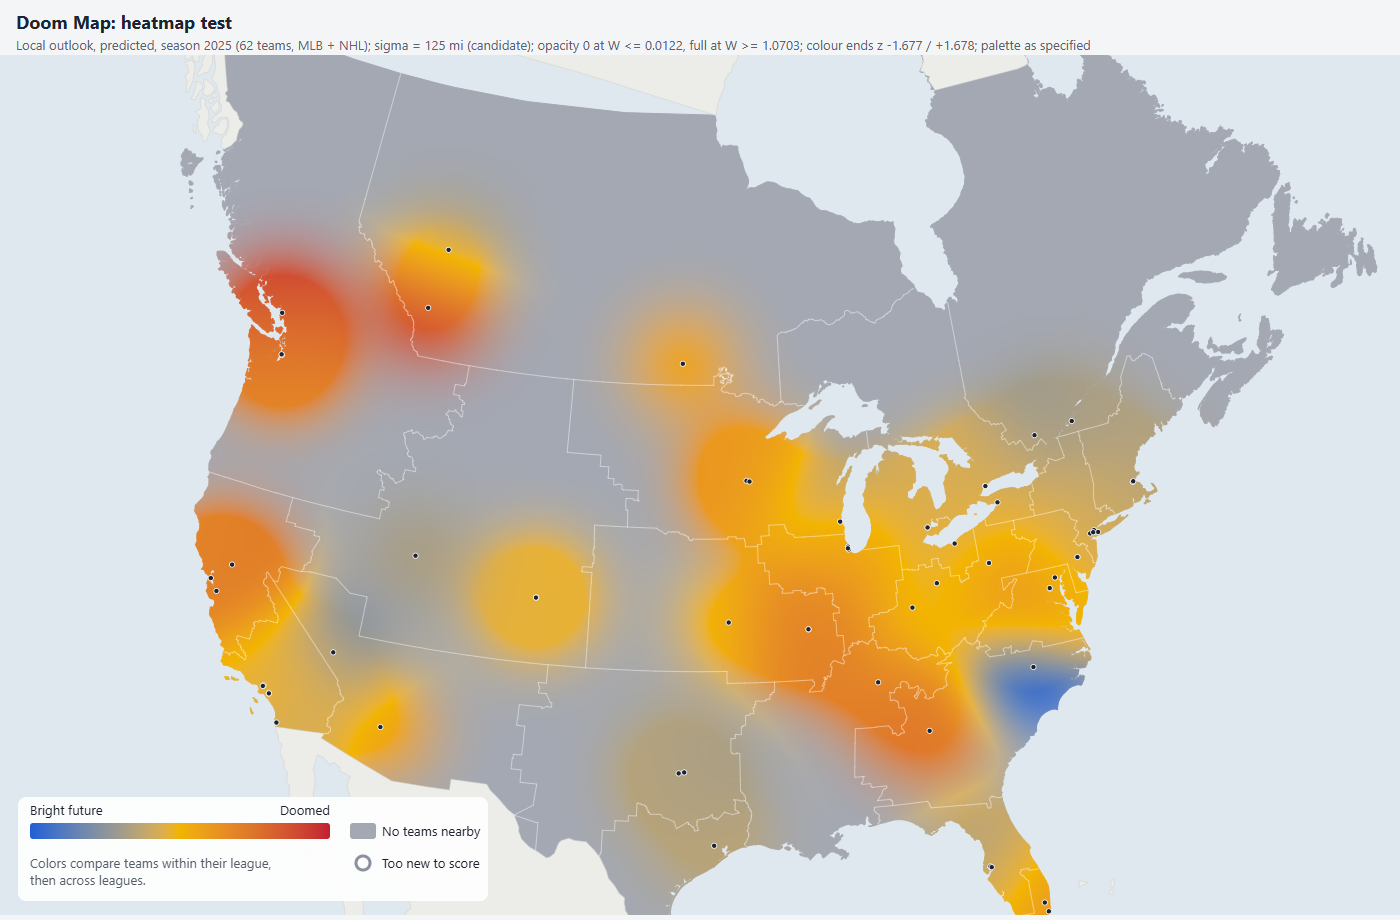 Doom Map: heatmap test
Local outlook, predicted, season 2025 (62 teams, MLB + NHL); sigma = 125 mi (candidate); opacity 0 at W <= 0.0122, full at W >= 1.0703; colour ends z -1.677 / +1.678; palette as specified
Bright future
Doomed
No teams nearby
Colors compare teams within their league,
then across leagues.
Too new to score